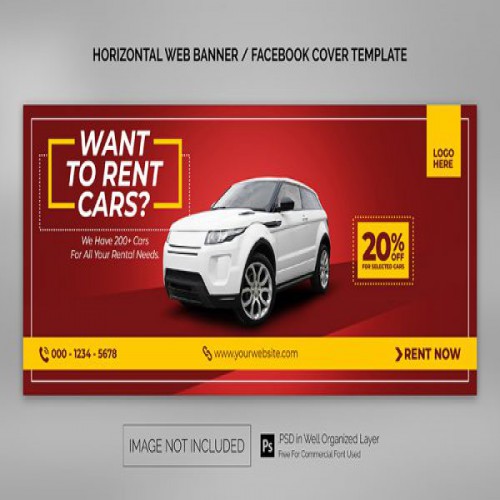 HORIZONTAL WEB BANNER / FACEBOOK COVER TEMPLATE
WANT
TO RENT
CARS?
We Have 200+ Cars
For All Your Rental Needs.
LOGO
HERE
20% OFF
FOR SELECTED CARS
000 - 1234 - 5678
www.yourwebsite.com
RENT NOW
IMAGE NOT INCLUDED
Ps
PSD in Well Organized Layer
Free For Commercial Font Used